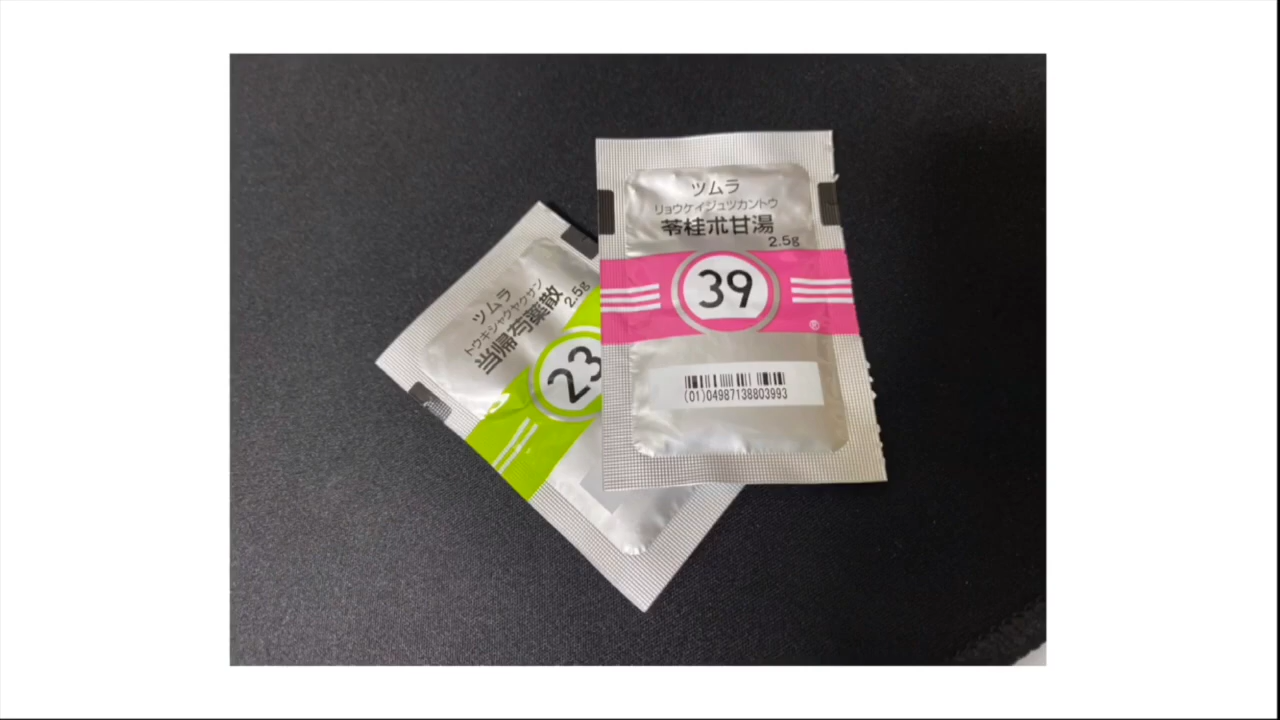 ツムラ
トウキシャクヤクサン
当帰芍薬散
2.5g
23
ツムラ
リョウケイジュツカントウ
苓桂朮甘湯
2.5g
39
®
(01)04987138803993